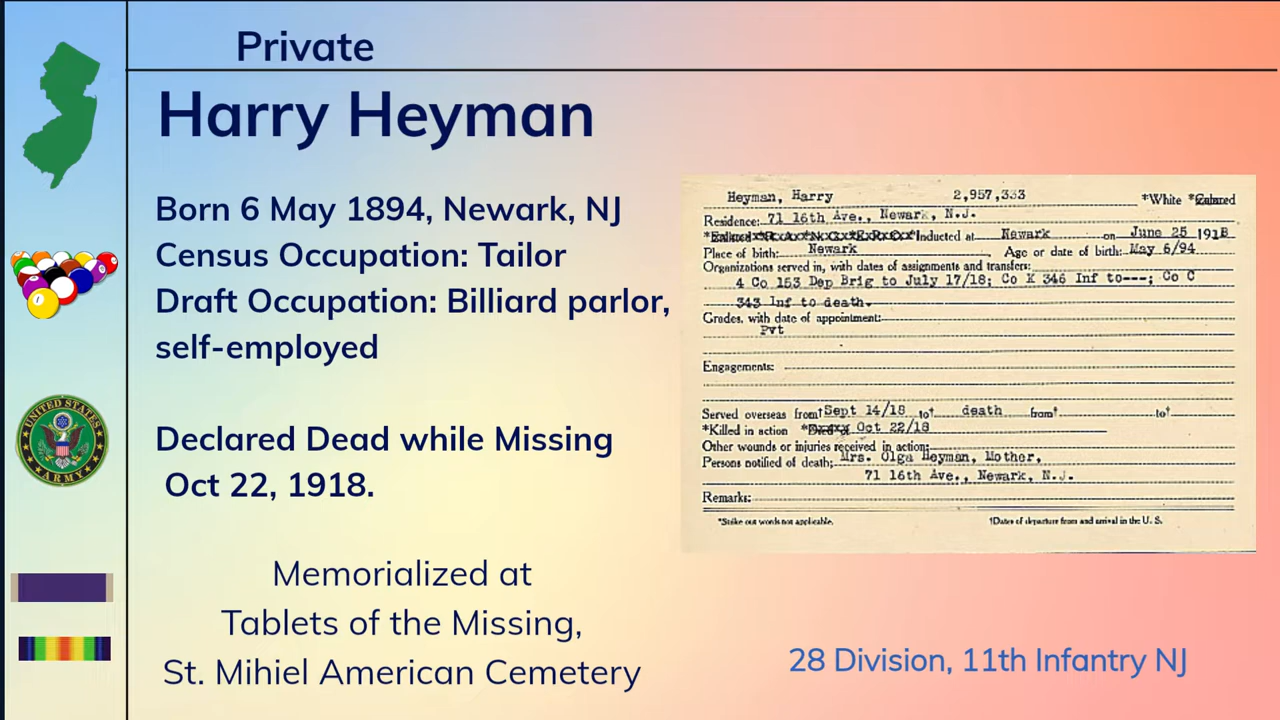 Private
Harry Heyman
Born 6 May 1894, Newark, NJ
Census Occupation: Tailor
Draft Occupation: Billiard parlor,
self-employed
Declared Dead while Missing
Oct 22, 1918.
Memorialized at
Tablets of the Missing,
St. Mihiel American Cemetery
UNITED STATES
ARMY
Heyman, Harry 2,957,333 *White *Colored
Residence: 71 16th Ave., Newark, N.J.
*Inducted at Newark on June 25 1918
Place of birth: Newark Age or date of birth: May 6/94
Organizations served in, with dates of assignments and transfers:
4 Co 153 Dep Brig to July 17/18; Co K 346 Inf to---; Co C
343 Inf to death.
Grades, with date of appointment:
Pvt
Engagements:
Served overseas from† Sept 14/18 to† death from† to†
*Killed in action Oct 22/18
Other wounds or injuries received in action:
Persons notified of death: Mrs. Olga Heyman, Mother,
71 16th Ave., Newark, N.J.
Remarks:
*Strike out words not applicable. †Dates of departure from and arrival in the U. S.
28 Division, 11th Infantry NJ